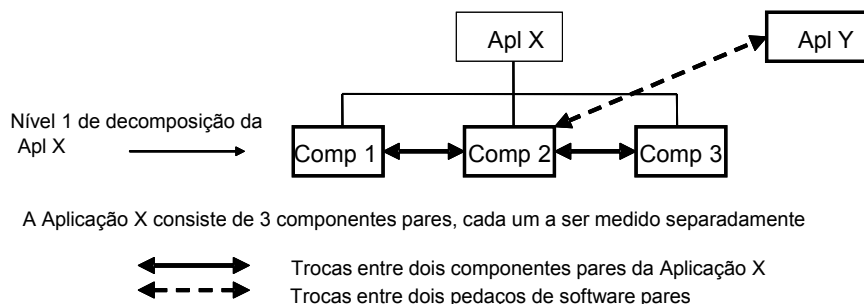 Apl X
Apl Y
Nível 1 de decomposição da
Apl X
Comp 1
Comp 2
Comp 3
A Aplicação X consiste de 3 componentes pares, cada um a ser medido separadamente
Trocas entre dois componentes pares da Aplicação X
Trocas entre dois pedaços de software pares